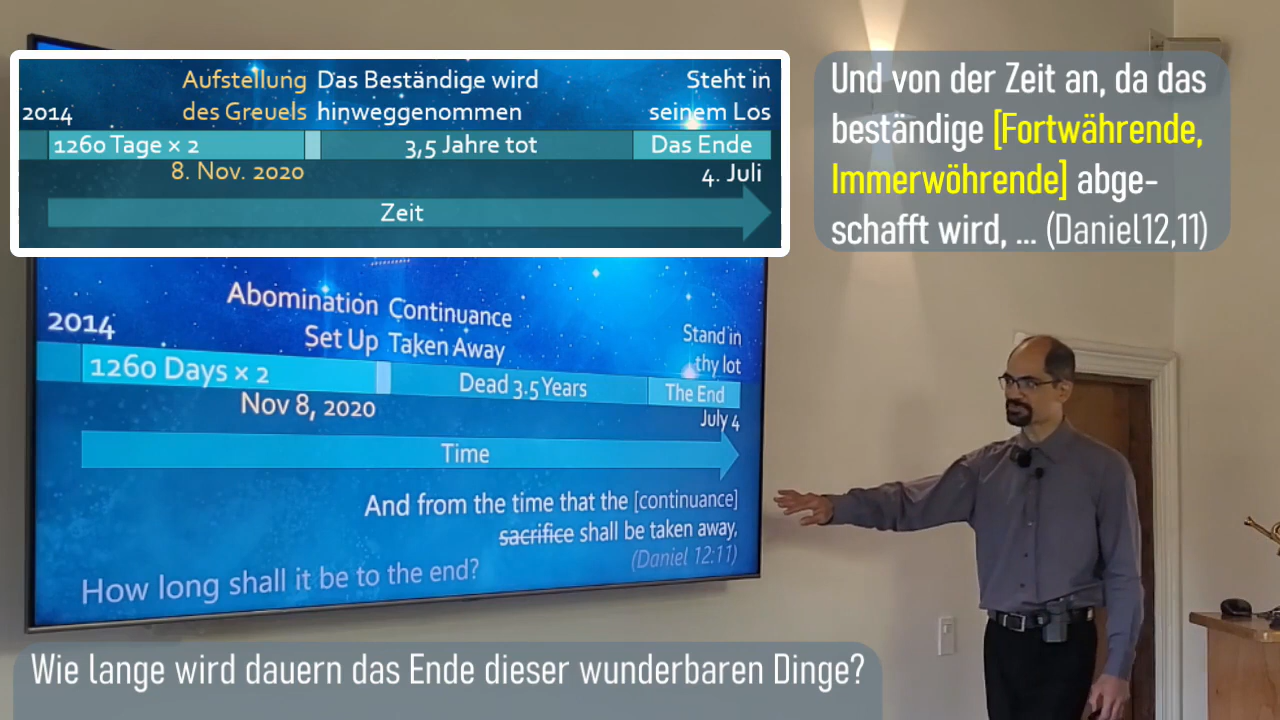 Aufstellung
des Greuels
Das Beständige wird
hinweggenommen
Steht in
seinem Los
2014
1260 Tage × 2
3,5 Jahre tot
Das Ende
8. Nov. 2020
4. Juli
Zeit
Und von der Zeit an, da das
beständige [Fortwährende,
Immerwöhrende] abge-
schafft wird, ... (Daniel12,11)
2014
Abomination
Set Up
Continuance
Taken Away
Stand in
thy lot
1260 Days × 2
Dead 3.5 Years
The End
Nov 8, 2020
July 4
Time
And from the time that the [continuance]
sacrifice shall be taken away,
(Daniel 12:11)
How long shall it be to the end?
Wie lange wird dauern das Ende dieser wunderbaren Dinge?